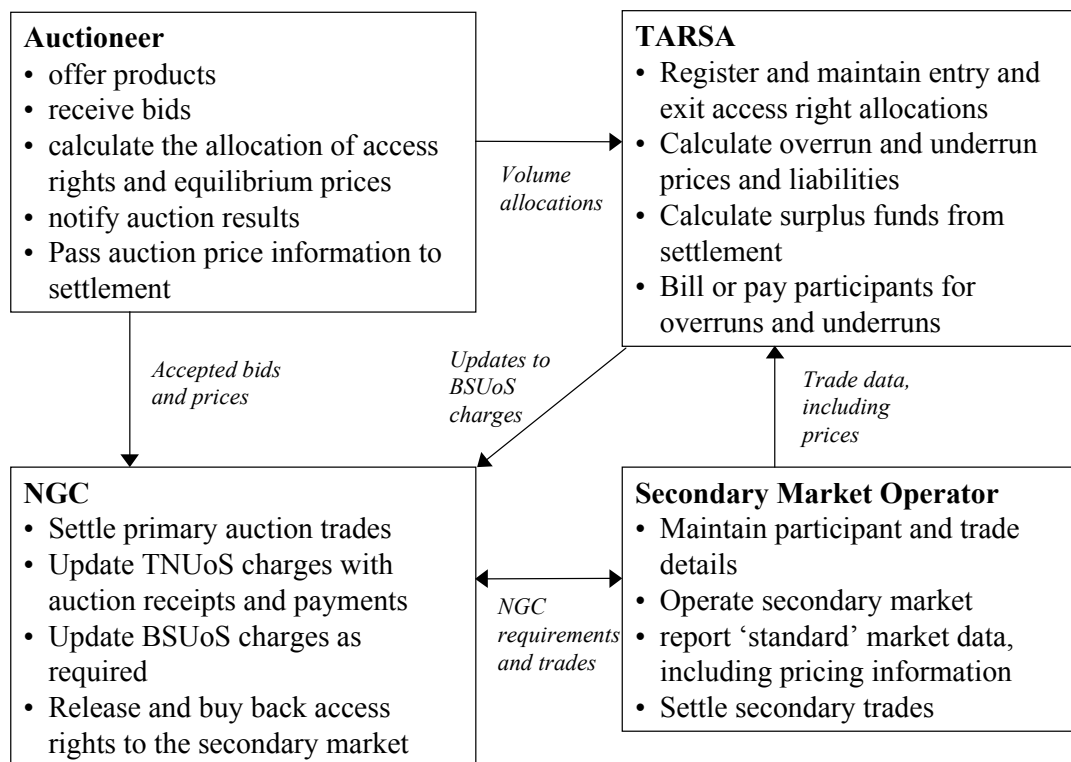 Auctioneer
• offer products
• receive bids
• calculate the allocation of access
rights and equilibrium prices
• notify auction results
• Pass auction price information to
settlement
Volume
allocations
TARSA
• Register and maintain entry and
exit access right allocations
• Calculate overrun and underrun
prices and liabilities
• Calculate surplus funds from
settlement
• Bill or pay participants for
overruns and underruns
Accepted bids
and prices
Updates to
BSUoS
charges
Trade data,
including
prices
NGC
• Settle primary auction trades
• Update TNUoS charges with
auction receipts and payments
• Update BSUoS charges as
required
• Release and buy back access
rights to the secondary market
NGC
requirements
and trades
Secondary Market Operator
• Maintain participant and trade
details
• Operate secondary market
• report ‘standard’ market data,
including pricing information
• Settle secondary trades